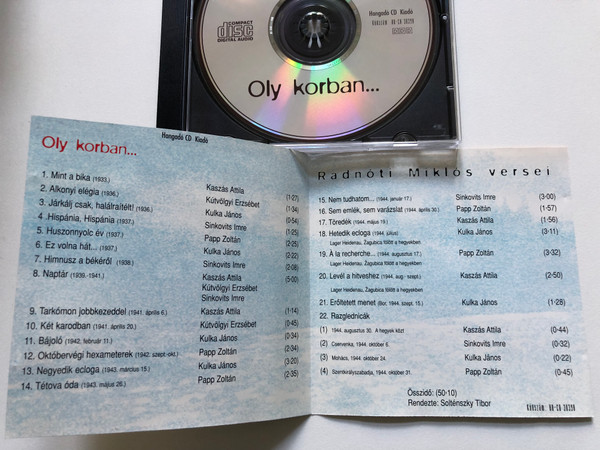 COMPACT
disc
DIGITAL AUDIO
Hangadó CD Kiadó
Oly korban...
Hangadó CD Kiadó
Oly korban...
1. Mint a bika (1933.) Kaszás Attila (1-27)
2. Alkonyi elégia (1936.) Kútvölgyi Erzsébet (1-34)
3. Járkálj csak, halálraítélt! (1936.) Kulka János (0-54)
4 .Hispánia, Hispánia (1937.) Sinkovits Imre (1-25)
5. Huszonnyolc év (1937.) Papp Zoltán (2-25)
6. Ez volna hát... (1937.) Kulka János (1-22)
7. Himnusz a békéről (1938.) Sinkovits Imre (2-08)
8. Naptár (1939.-1941.) Kaszás Attila (5-00)
Kútvölgyi Erzsébet
Sinkovits Imre
9. Tarkómon jobbkezeddel (1941. április 6.) Kaszás Attila (1-14)
10. Két karodban (1941. április 20.) Kútvölgyi Erzsébet (0-45)
11. Bájoló (1942. február 11.) Kulka János (0-34)
12. Októbervégi hexameterek (1942. szept.-okt.) Papp Zoltán (2-34)
13. Negyedik ecloga (1943. március 15.) Kulka János (3-20)
14. Tétova óda (1943. május 26.) Papp Zoltán (2-35)
Radnóti Miklós versei
15. Nem tudhatom... (1944. január 17.) Sinkovits Imre (3-00)
16. Sem emlék, sem varázslat (1944. április 30.) Papp Zoltán (1-57)
17. Töredék (1944. május 19.) Kaszás Attila (1-56)
18. Hetedik ecloga (1944. július) Kulka János (3-11)
Lager Heidenau, Žagubica fölött a hegyekben
19. À la recherche... (1944. augusztus 17.) Papp Zoltán (3-32)
Lager Heidenau, Žagubica fölött a hegyekben
20. Levél a hitveshez (1944. aug.- szept.) Kaszás Attila (2-50)
Lager Heidenau, Žagubica fölött a hegyekben
21. Erőltetett menet (Bor, 1944. szept. 15.) Kulka János (1-28)
22. Razglednicák
(1) 1944. augusztus 30. A hegyek közt Kaszás Attila (0-44)
(2) Cservenka, 1944. október 6. Sinkovits Imre (0-32)
(3) Mohács, 1944. október 24. Kulka János (0-22)
(4) Szentkirályszabadja, 1944. október 31. Papp Zoltán (0-45)
Összidő: (50-10)
Rendezte: Solténszky Tibor